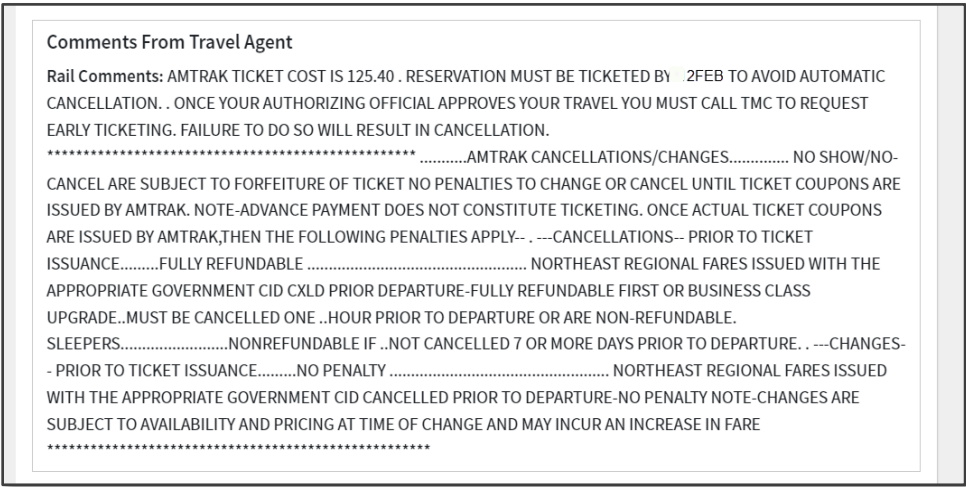 Comments From Travel Agent
Rail Comments: AMTRAK TICKET COST IS 125.40 . RESERVATION MUST BE TICKETED BY 2FEB TO AVOID AUTOMATIC
CANCELLATION. . ONCE YOUR AUTHORIZING OFFICIAL APPROVES YOUR TRAVEL YOU MUST CALL TMC TO REQUEST
EARLY TICKETING. FAILURE TO DO SO WILL RESULT IN CANCELLATION.
*************************************************** ...........AMTRAK CANCELLATIONS/CHANGES.............. NO SHOW/NO-
CANCEL ARE SUBJECT TO FORFEITURE OF TICKET NO PENALTIES TO CHANGE OR CANCEL UNTIL TICKET COUPONS ARE
ISSUED BY AMTRAK. NOTE-ADVANCE PAYMENT DOES NOT CONSTITUTE TICKETING. ONCE ACTUAL TICKET COUPONS
ARE ISSUED BY AMTRAK,THEN THE FOLLOWING PENALTIES APPLY-- . ---CANCELLATIONS-- PRIOR TO TICKET
ISSUANCE.........FULLY REFUNDABLE ................................................... NORTHEAST REGIONAL FARES ISSUED WITH THE
APPROPRIATE GOVERNMENT CID CXLD PRIOR DEPARTURE-FULLY REFUNDABLE FIRST OR BUSINESS CLASS
UPGRADE..MUST BE CANCELLED ONE ..HOUR PRIOR TO DEPARTURE OR ARE NON-REFUNDABLE.
SLEEPERS.........................NONREFUNDABLE IF ..NOT CANCELLED 7 OR MORE DAYS PRIOR TO DEPARTURE. . ---CHANGES-
- PRIOR TO TICKET ISSUANCE.........NO PENALTY ................................................... NORTHEAST REGIONAL FARES ISSUED
WITH THE APPROPRIATE GOVERNMENT CID CANCELLED PRIOR TO DEPARTURE-NO PENALTY NOTE-CHANGES ARE
SUBJECT TO AVAILABILITY AND PRICING AT TIME OF CHANGE AND MAY INCUR AN INCREASE IN FARE
*****************************************************